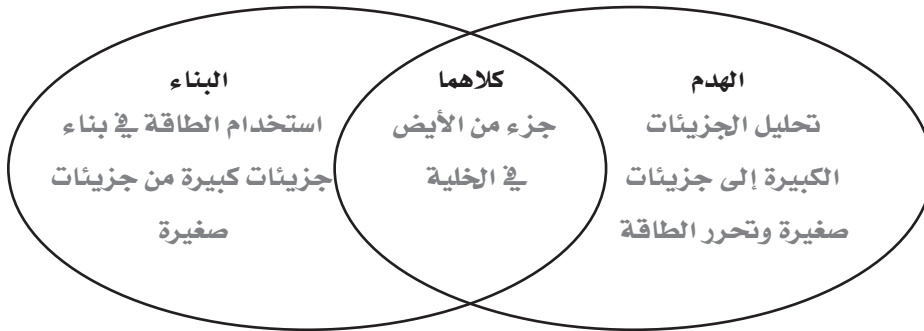 الهدم
تحليل الجزيئات
الكبيرة إلى جزيئات
صغيرة وتحرر الطاقة
كلاهما
جزء من الأيض
في الخلية
البناء
استخدام الطاقة في بناء
جزيئات كبيرة من جزيئات
صغيرة